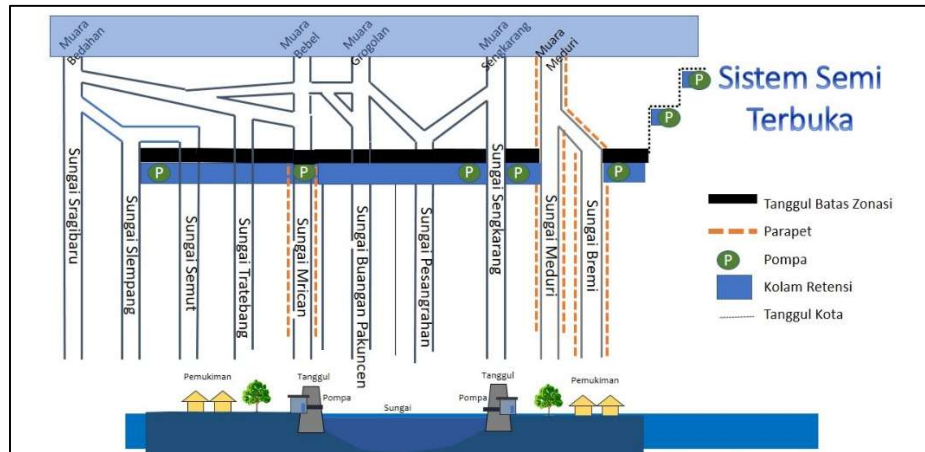 Muara
Bedahan
Muara
Bebel
Muara
Grogolan
Muara
Sengkarang
Muara
Meduri
P
P
Sistem Semi
Terbuka
P
P
P
P
P
Sungai Sragibaru
Sungai Slempang
Sungai Semut
Sungai Tratebang
Sungai Mrican
Sungai Buangan Pakuncen
Sungai Pesangrahan
Sungai Sengkarang
Sungai Meduri
Sungai Bremi
Tanggul Batas Zonasi
Parapet
P
Pompa
Kolam Retensi
Tanggul Kota
Pemukiman
Tanggul
Pompa
Sungai
Tanggul
Pompa
Pemukiman